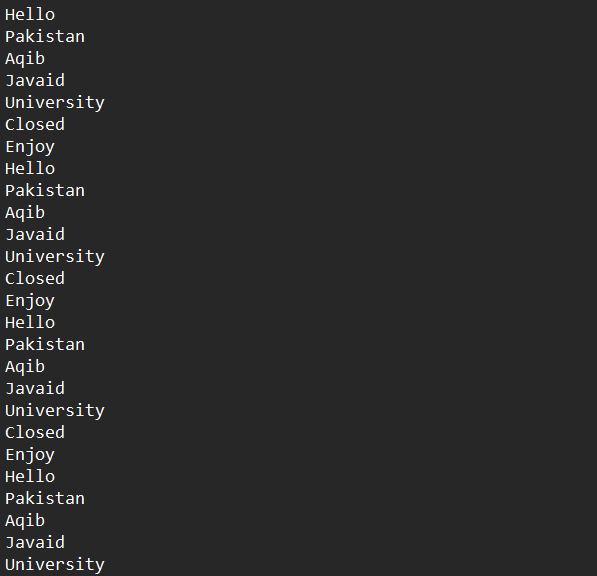 Hello
Pakistan
Aqib
Javaid
University
Closed
Enjoy
Hello
Pakistan
Aqib
Javaid
University
Closed
Enjoy
Hello
Pakistan
Aqib
Javaid
University
Closed
Enjoy
Hello
Pakistan
Aqib
Javaid
University